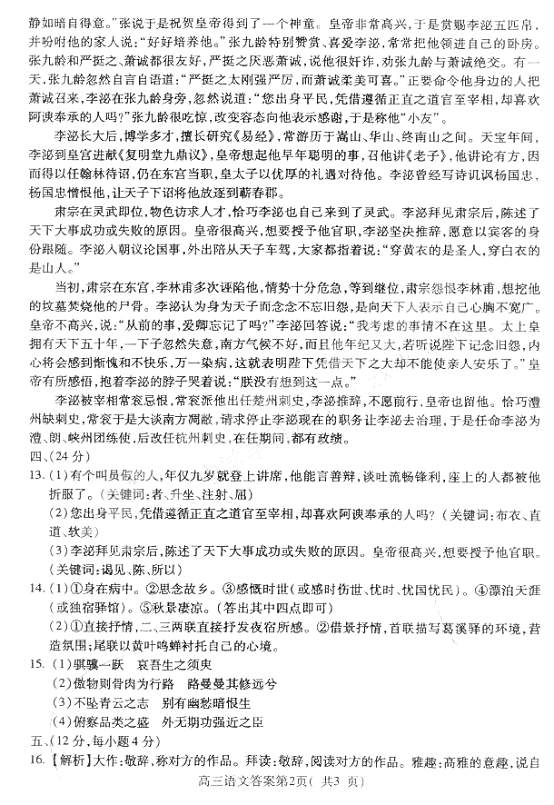 静如暗自得意。”张说于是祝贺皇帝得到了一个神童。皇帝非常高兴,于是赏赐李泌五匹帛,
并吩咐他的家人说:“好好培养他。”张九龄特别赞赏、喜爱李泌,常常把他领进自己的卧房。
张九龄和严挺之、萧诚都很友好,严挺之厌恶萧诚,说他很奸诈,劝张九龄与萧诚绝交。有一
天,张九龄忽然自言自语道:“严挺之太刚强严厉,而萧诚柔美可喜。”正要命令他身边的人把
萧诚召来,李泌在张九龄身旁,忽然说道:“您出身平民,凭借遵循正直之道官至宰相,却喜欢
阿谀奉承的人吗?”张九龄很吃惊,改变容态向他表示感谢,于是称他“小友”。
李泌长大后,博学多才,擅长研究《易经》,常游历于嵩山、华山、终南山之间。天宝年间,
李泌到皇宫进献《复明堂九鼎议》,皇帝想起他早年聪明的事,召他讲《老子》,他讲论有方,因
而得以任翰林待诏,仍在东宫当职,皇太子以优厚的礼遇对待他。李泌曾经写诗讥讽杨国忠,
杨国忠憎恨他,让天子下诏将他放逐到蕲春郡。
肃宗在灵武即位,物色访求人才,恰巧李泌也自己来到了灵武。李泌拜见肃宗后,陈述了
天下大事成功或失败的原因。皇帝很高兴,想要授予他官职,李泌坚决推辞,愿意以宾客的身
份跟随。李泌入朝议论国事,外出陪从天子车驾,大家都指着说:“穿黄衣的是圣人,穿白衣的
是山人。”
当初,肃宗在东宫,李林甫多次诬陷他,情势十分危急,等到继位,肃宗怨恨李林甫,想挖他
的坟墓焚烧他的尸骨。李泌认为身为天子而念念不忘旧怨,是向天下人表示自己心胸不宽广。
皇帝不高兴,说:“从前的事,爱卿忘记了吗?”李泌回答说:“我考虑的事情不在这里。太上皇
拥有天下五十年,一下子忽然失意,南方气候不好,而且他年纪又大,若听说陛下记念旧怨,内
心将会感到惭愧和不快乐,万一染病,这就表明陛下凭借天下之大却不能使亲人安乐了。”皇
帝有所感悟,抱着李泌的脖子哭着说:“朕没有想到这一点。”
李泌被宰相常衮忌恨,常衮派他出任楚州刺史,李泌推辞,不愿前行,皇帝也留他。恰巧澧
州缺刺史,常衮于是大谈南方凋敝,请求停止李泌现在的职务让李泌去治理,于是任命李泌为
澧、朗、峡州团练使,后改任杭州刺史,在任期间,都有政绩。
四、(24 分)
13. (1)有个叫员俶的人,年仅九岁就登上讲席,他能言善辩,谈吐流畅锋利,座上的人都被他
折服了。(关键词:者、升坐、注射、屈)
(2)您出身平民,凭借遵循正直之道官至宰相,却喜欢阿谀奉承的人吗? (关键词:布衣、直
道、软美)
(3)李泌拜见肃宗后,陈述了天下大事成功或失败的原因。皇帝很高兴,想要授予他官职。
(关键词:谒见、陈、所以)
14. (1)①身在病中。②思念故乡。③感慨时世(或感时伤世、忧时、忧国忧民)。④漂泊天涯
(或独宿驿馆)。⑤秋景凄凉。(答出其中四点即可)
(2)①直接抒情,二、三两联直接抒发夜宿所感。②借景抒情,首联描写葛溪驿的环境,营
造氛围;尾联以黄叶鸣蝉衬托自己的心境。
15. (1)骐骥一跃　哀吾生之须臾
(2)傲物则骨肉为行路　路曼曼其修远兮
(3)不坠青云之志　别有幽愁暗恨生
(4)俯察品类之盛　外无期功强近之臣
五、(12 分,每小题 4 分)
16.【解析】大作:敬辞,称对方的作品。拜读:敬辞,阅读对方的作品。雅趣:高雅的意趣,说自
高三语文答案第2页( 共3 页)